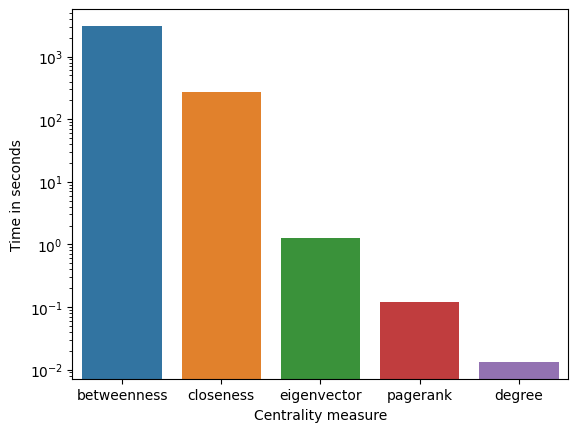 Time in seconds
10³
10²
10¹
10⁰
10⁻¹
10⁻²
betweenness closeness eigenvector pagerank degree
Centrality measure